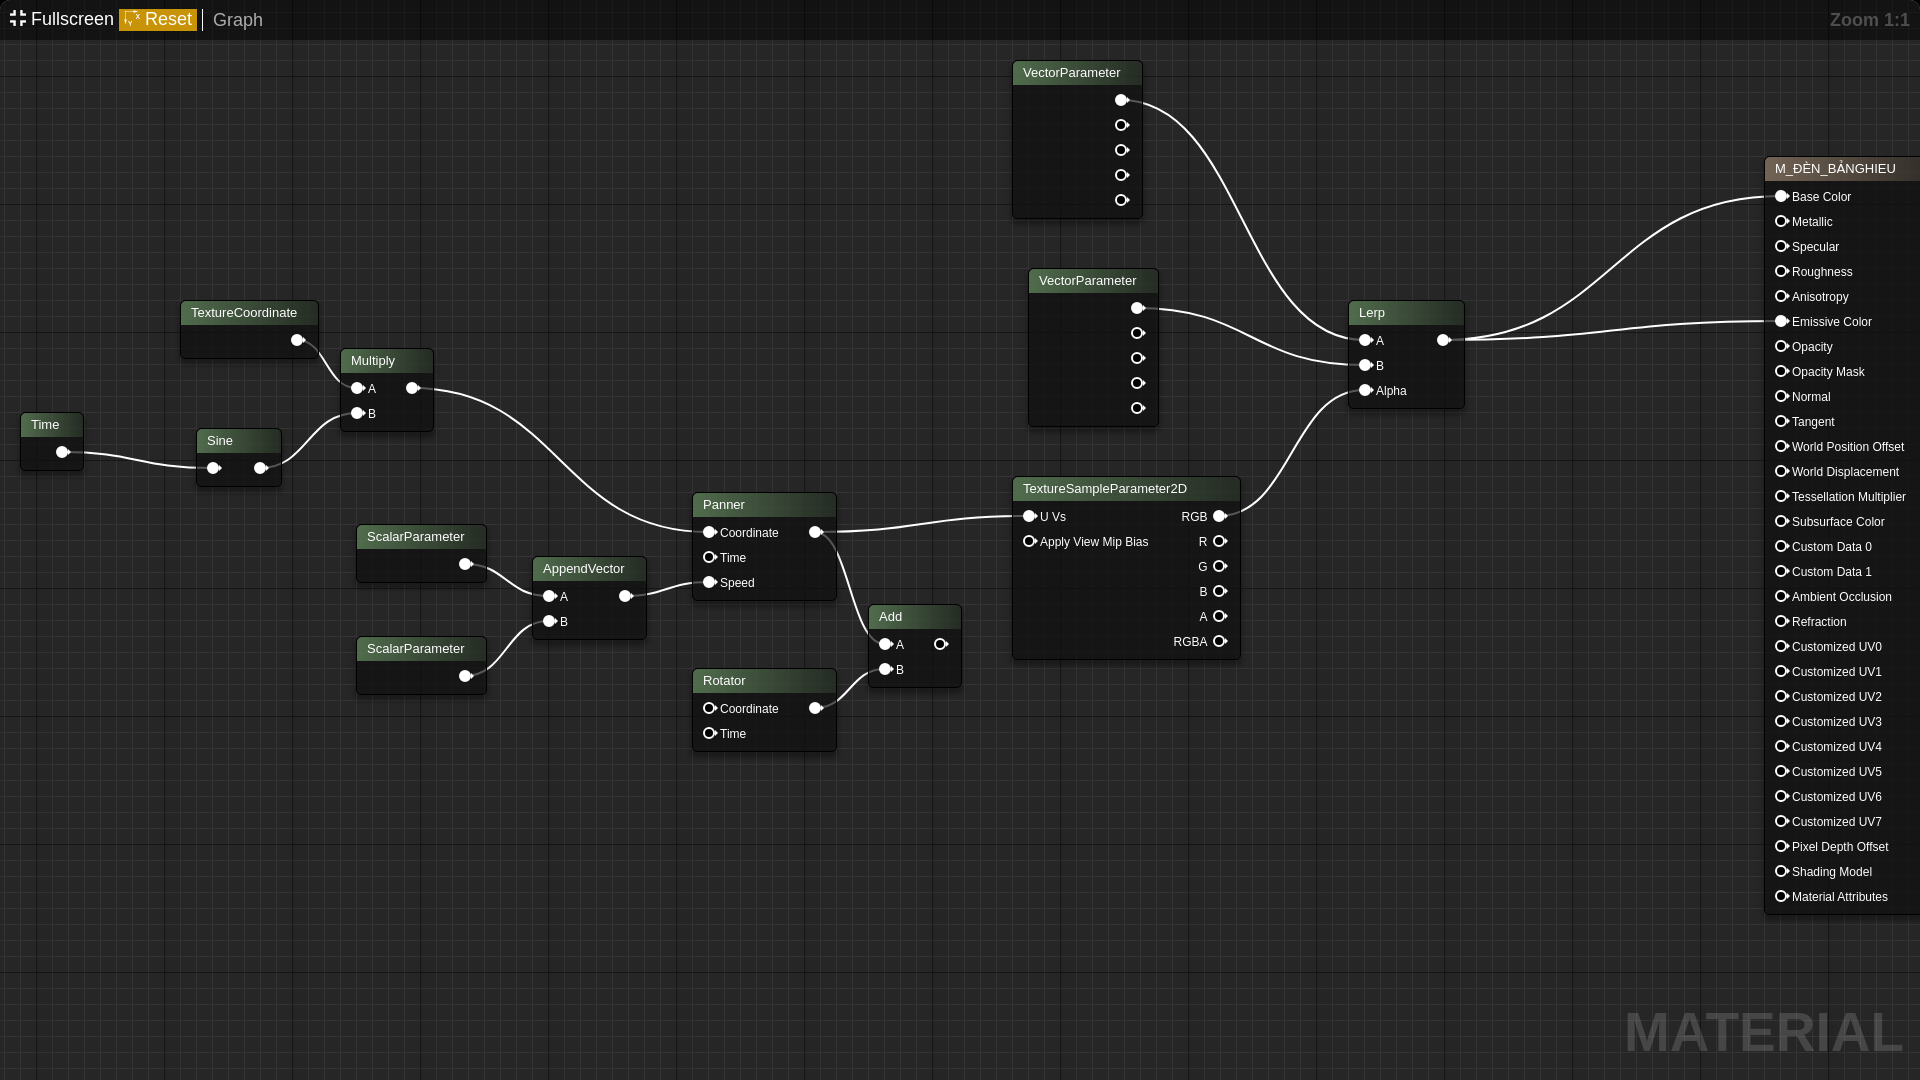 Fullscreen Reset Graph
Zoom 1:1
VectorParameter
M_ĐÈN_BẢNGHIEU
Base Color
Metallic
Specular
Roughness
Anisotropy
Emissive Color
Opacity
Opacity Mask
Normal
Tangent
World Position Offset
World Displacement
Tessellation Multiplier
Subsurface Color
Custom Data 0
Custom Data 1
Ambient Occlusion
Refraction
Customized UV0
Customized UV1
Customized UV2
Customized UV3
Customized UV4
Customized UV5
Customized UV6
Customized UV7
Pixel Depth Offset
Shading Model
Material Attributes
VectorParameter
Lerp
A
B
Alpha
TextureCoordinate
Multiply
A
B
Time
Sine
ScalarParameter
AppendVector
A
B
ScalarParameter
Panner
Coordinate
Time
Speed
Rotator
Coordinate
Time
Add
A
B
TextureSampleParameter2D
U Vs RGB
Apply View Mip Bias R
G
B
A
RGBA
MATERIAL